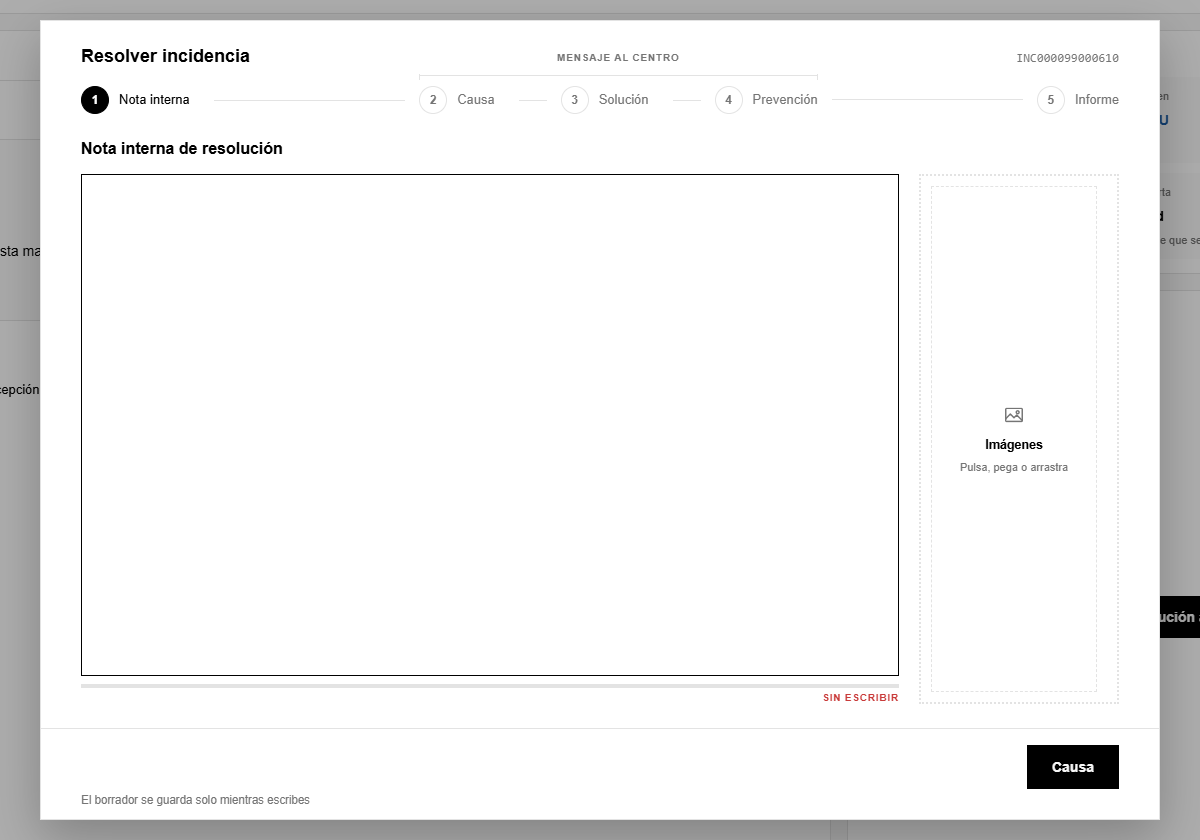 Resolver incidencia
MENSAJE AL CENTRO
INC000099000610
1 Nota interna
2 Causa
3 Solución
4 Prevención
5 Informe
Nota interna de resolución
Imágenes
Pulsa, pega o arrastra
SIN ESCRIBIR
Causa
El borrador se guarda solo mientras escribes